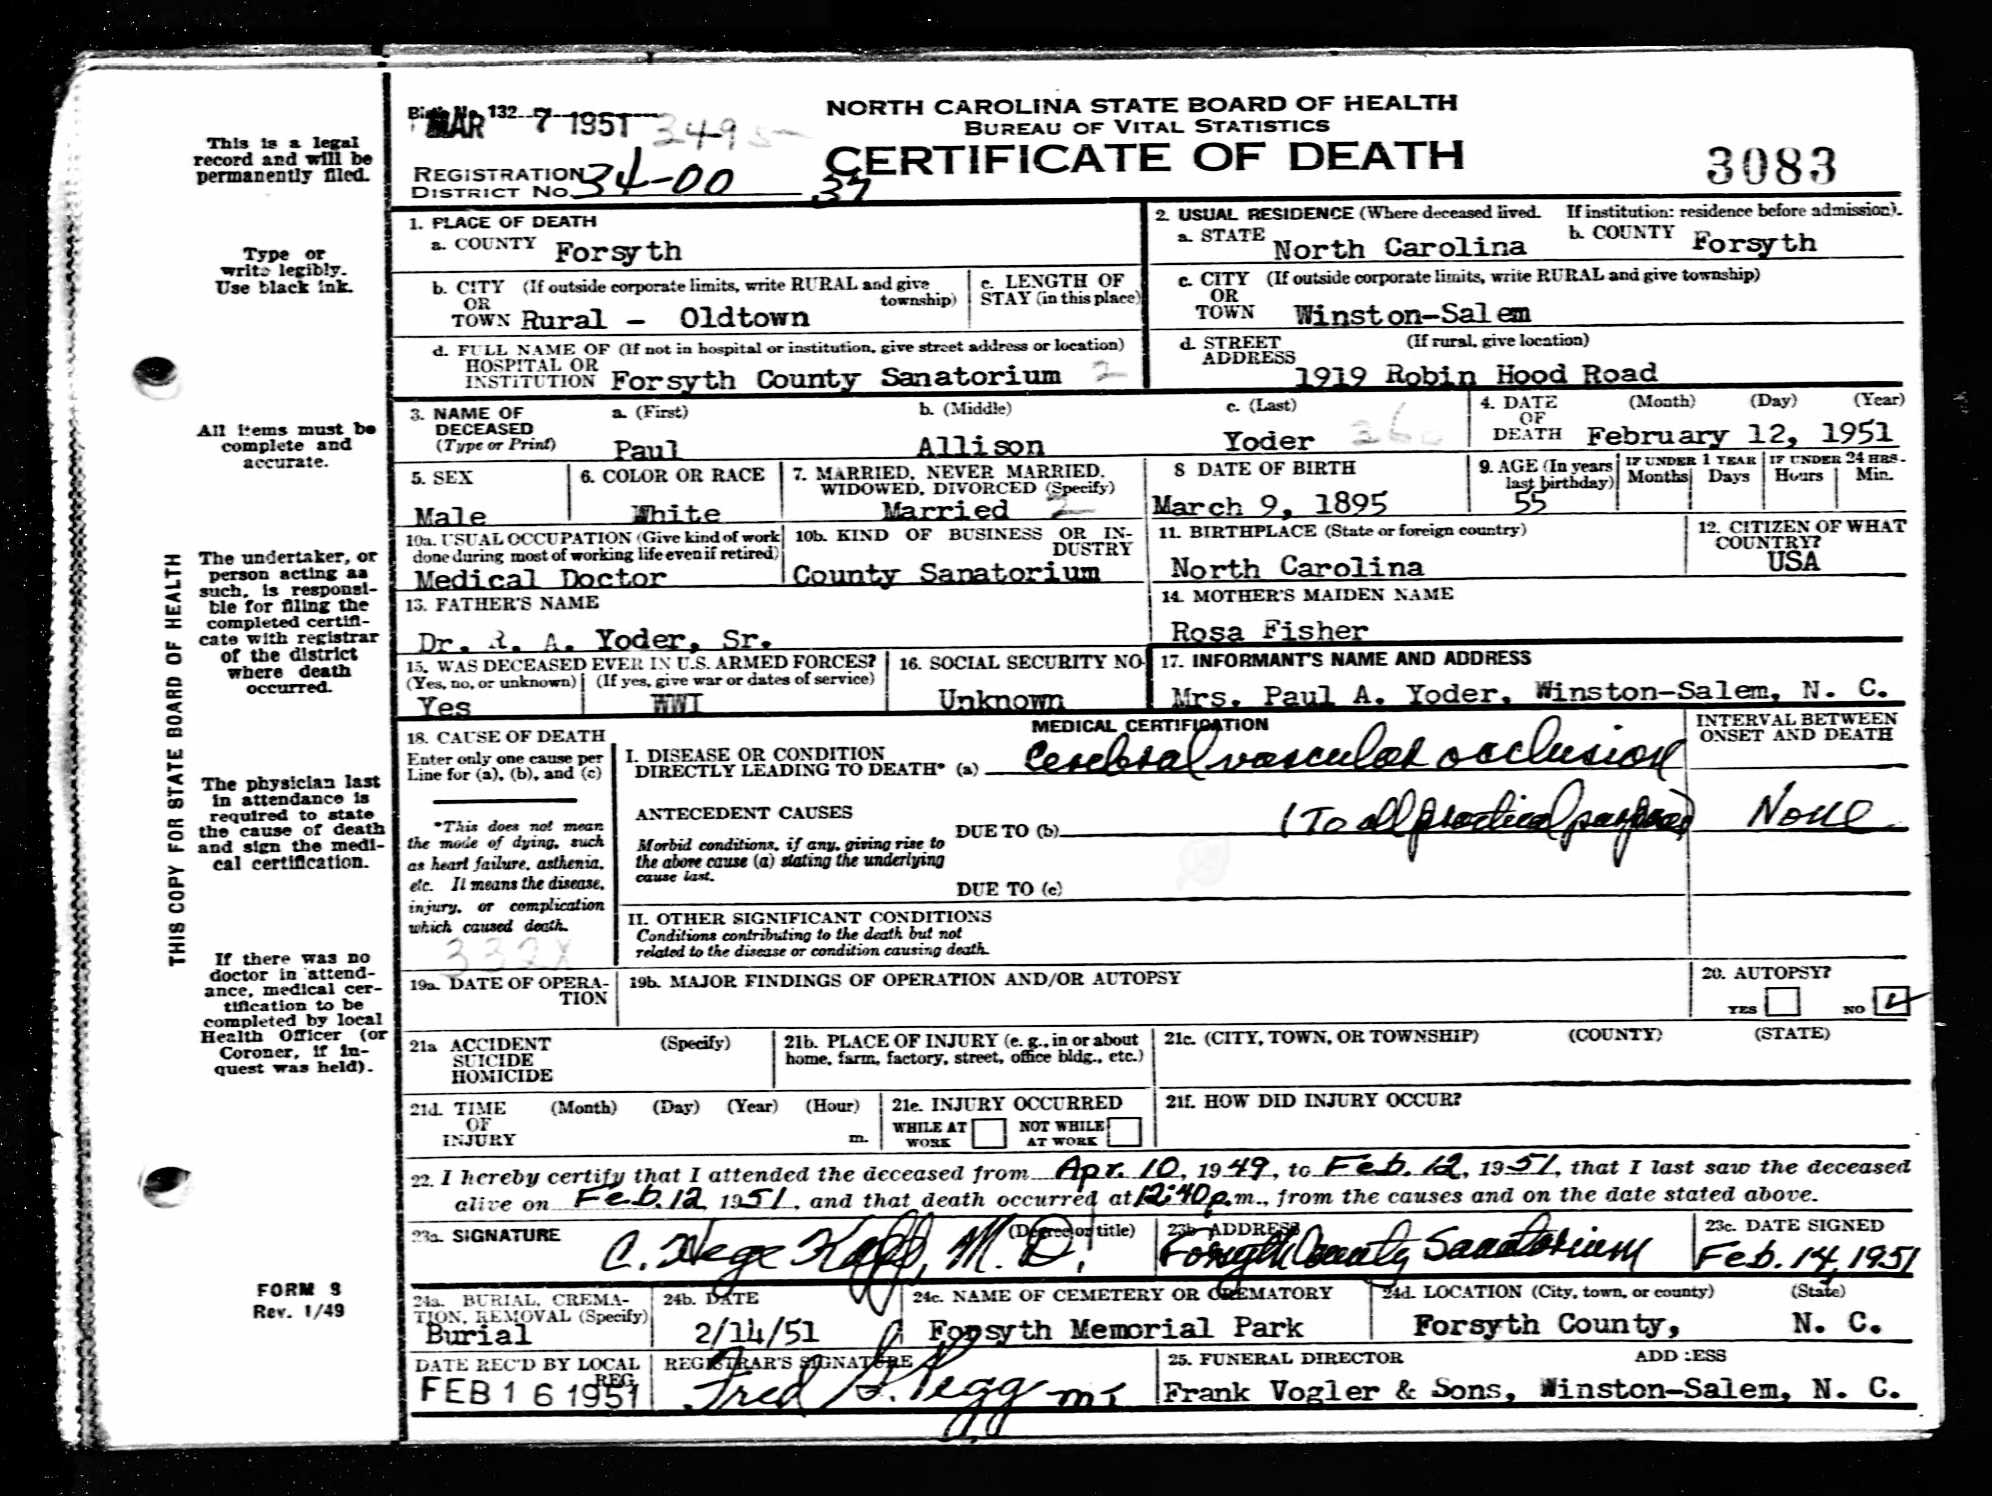 This is a legal
record and will be
permanently filed.
Type or
write legibly.
Use black ink.
All items must be
complete and
accurate.
The undertaker, or
person acting as
such, is responsi-
ble for filing the
completed certifi-
cate with registrar
of the district
where death
occurred.
The physician last
in attendance is
required to state
the cause of death
and sign the medi-
cal certification.
If there was no
doctor in attend-
ance, medical cer-
tification to be
completed by local
Health Officer (or
Coroner, if in-
quest was held).
FORM 9
Rev. 1/49
THIS COPY FOR STATE BOARD OF HEALTH
Birth No. 132
MAR 7 1951
NORTH CAROLINA STATE BOARD OF HEALTH
BUREAU OF VITAL STATISTICS
CERTIFICATE OF DEATH
3083
REGISTRATION DISTRICT NO. 34-00 37
1. PLACE OF DEATH
a. COUNTY Forsyth
b. CITY (If outside corporate limits, write RURAL and give township)
OR
TOWN Rural - Oldtown
c. LENGTH OF STAY (in this place)
d. FULL NAME OF (If not in hospital or institution, give street address or location)
HOSPITAL OR
INSTITUTION Forsyth County Sanatorium 2
2. USUAL RESIDENCE (Where deceased lived. If institution: residence before admission).
a. STATE North Carolina b. COUNTY Forsyth
c. CITY (If outside corporate limits, write RURAL and give township)
OR
TOWN Winston-Salem
d. STREET ADDRESS (If rural, give location)
1919 Robin Hood Road
3. NAME OF DECEASED (Type or Print) a. (First) b. (Middle) c. (Last)
Paul Allison Yoder
4. DATE OF DEATH (Month) (Day) (Year)
February 12, 1951
5. SEX
Male
6. COLOR OR RACE
White
7. MARRIED, NEVER MARRIED, WIDOWED, DIVORCED (Specify)
Married 2
8 DATE OF BIRTH
March 9, 1895
9. AGE (In years last birthday)
55
IF UNDER 1 YEAR Months Days
IF UNDER 24 HRS. Hours Min.
10a. USUAL OCCUPATION (Give kind of work done during most of working life even if retired)
Medical Doctor
10b. KIND OF BUSINESS OR INDUSTRY
County Sanatorium
11. BIRTHPLACE (State or foreign country)
North Carolina
12. CITIZEN OF WHAT COUNTRY?
USA
13. FATHER'S NAME
Dr. R. A. Yoder, Sr.
14. MOTHER'S MAIDEN NAME
Rosa Fisher
15. WAS DECEASED EVER IN U.S. ARMED FORCES?
(Yes, no, or unknown) (If yes, give war or dates of service)
Yes WWI
16. SOCIAL SECURITY NO
Unknown
17. INFORMANT'S NAME AND ADDRESS
Mrs. Paul A. Yoder, Winston-Salem, N. C.
18. CAUSE OF DEATH
Enter only one cause per
Line for (a), (b), and (c)
*This does not mean
the mode of dying, such
as heart failure, asthenia,
etc. It means the disease,
injury, or complication
which caused death.
332X
MEDICAL CERTIFICATION
I. DISEASE OR CONDITION
DIRECTLY LEADING TO DEATH* (a) Cerebral vascular occlusion
INTERVAL BETWEEN
ONSET AND DEATH
ANTECEDENT CAUSES
DUE TO (b) (To all practical purposes) None
Morbid conditions, if any, giving rise to
the above cause (a) stating the underlying
cause last.
DUE TO (c)
II. OTHER SIGNIFICANT CONDITIONS
Conditions contributing to the death but not
related to the disease or condition causing death.
19a. DATE OF OPERATION
19b. MAJOR FINDINGS OF OPERATION AND/OR AUTOPSY
20. AUTOPSY?
YES NO
21a ACCIDENT (Specify)
SUICIDE
HOMICIDE
21b. PLACE OF INJURY (e. g., in or about
home, farm, factory, street, office bldg., etc.)
21c. (CITY, TOWN, OR TOWNSHIP) (COUNTY) (STATE)
21d. TIME OF INJURY (Month) (Day) (Year) (Hour) m.
21e. INJURY OCCURRED
WHILE AT WORK NOT WHILE AT WORK
21f. HOW DID INJURY OCCUR?
22. I hereby certify that I attended the deceased from Apr. 10, 1949, to Feb. 12, 1951, that I last saw the deceased
alive on Feb. 12 1951, and that death occurred at 12:40 p.m., from the causes and on the date stated above.
23a. SIGNATURE (Degree or title)
C. Hege Kapp, M. D.
23b ADDRESS
Forsyth County Sanatorium
23c. DATE SIGNED
Feb. 14, 1951
24a. BURIAL, CREMATION, REMOVAL (Specify)
Burial
24b. DATE
2/14/51
24c. NAME OF CEMETERY OR CREMATORY
Forsyth Memorial Park
24d. LOCATION (City, town, or county) (State)
Forsyth County, N. C.
DATE REC'D BY LOCAL REG.
FEB 16 1951
REGISTRAR'S SIGNATURE
Fred G. Pegg
25. FUNERAL DIRECTOR ADDRESS
Frank Vogler & Sons, Winston-Salem, N. C.